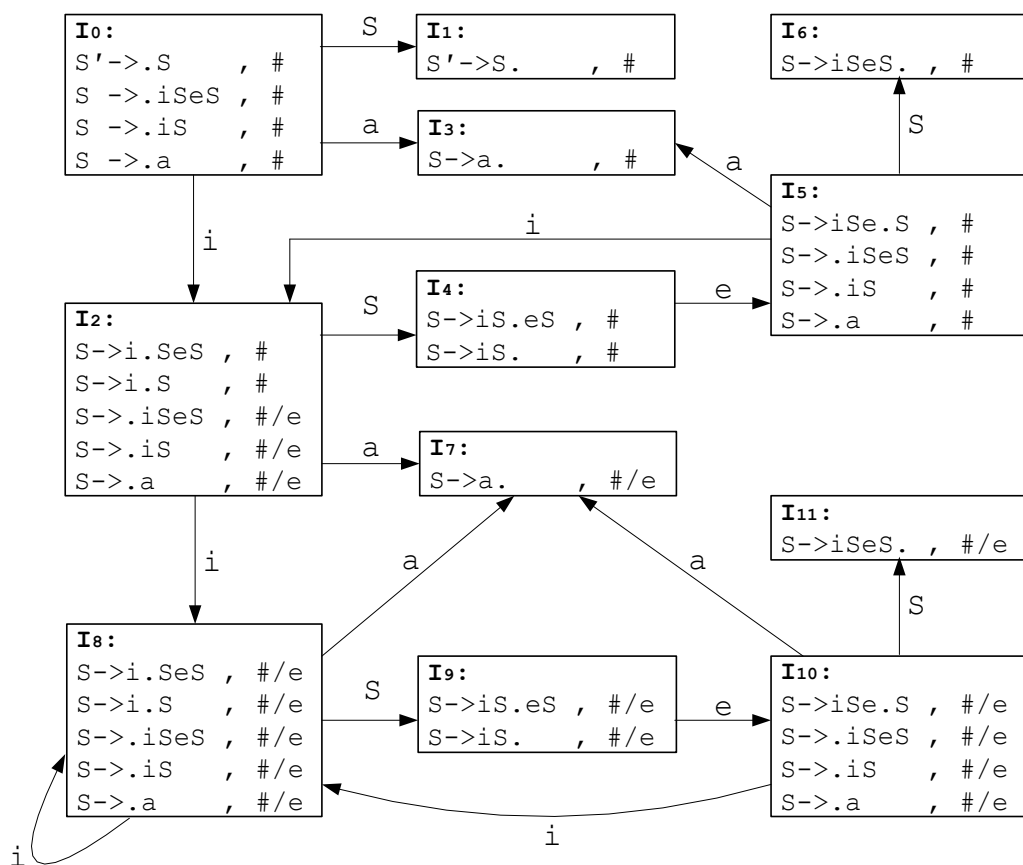 I0:
S'->.S , #
S ->.iSeS , #
S ->.iS , #
S ->.a , #
S
I1:
S'->S. , #
I6:
S->iSeS. , #
a
I3:
S->a. , #
S
a
I5:
S->iSe.S , #
S->.iSeS , #
S->.iS , #
S->.a , #
i
i
I2:
S->i.SeS , #
S->i.S , #
S->.iSeS , #/e
S->.iS , #/e
S->.a , #/e
S
I4:
S->iS.eS , #
S->iS. , #
e
a
I7:
S->a. , #/e
I11:
S->iSeS. , #/e
i
a
a
S
I8:
S->i.SeS , #/e
S->i.S , #/e
S->.iSeS , #/e
S->.iS , #/e
S->.a , #/e
S
I9:
S->iS.eS , #/e
S->iS. , #/e
e
I10:
S->iSe.S , #/e
S->.iSeS , #/e
S->.iS , #/e
S->.a , #/e
i
i